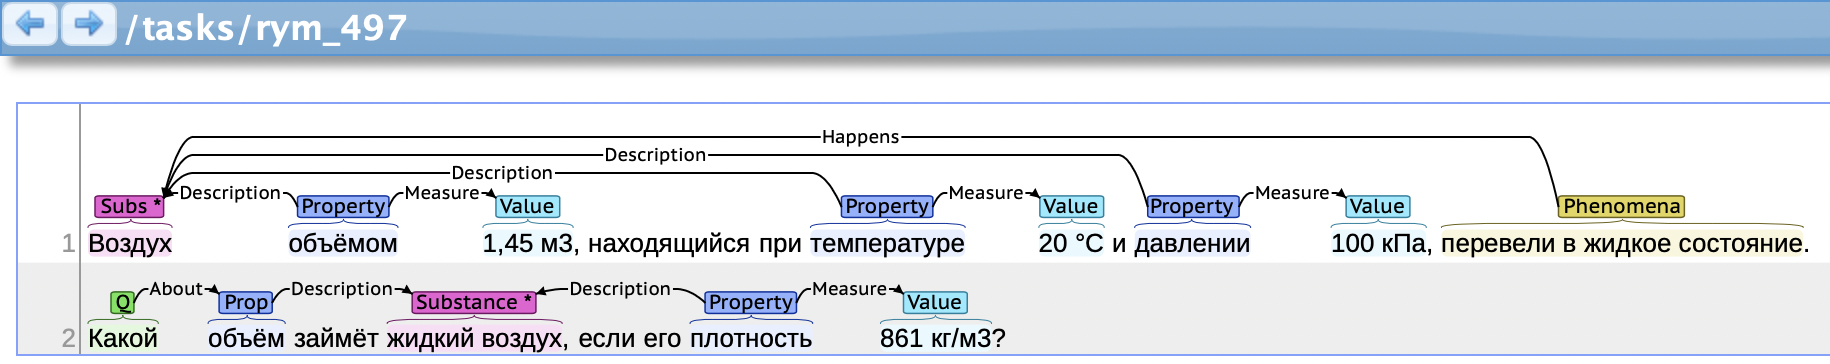 /tasks/rym_497
Happens
Description
Description
Description Measure Measure Measure
Subs * Property Value Property Value Property Value Phenomena
1 Воздух объёмом 1,45 м3, находящийся при температуре 20 °C и давлении 100 кПа, перевели в жидкое состояние.
About Description Description Measure
Q Prop Substance * Property Value
2 Какой объём займёт жидкий воздух, если его плотность 861 кг/м3?